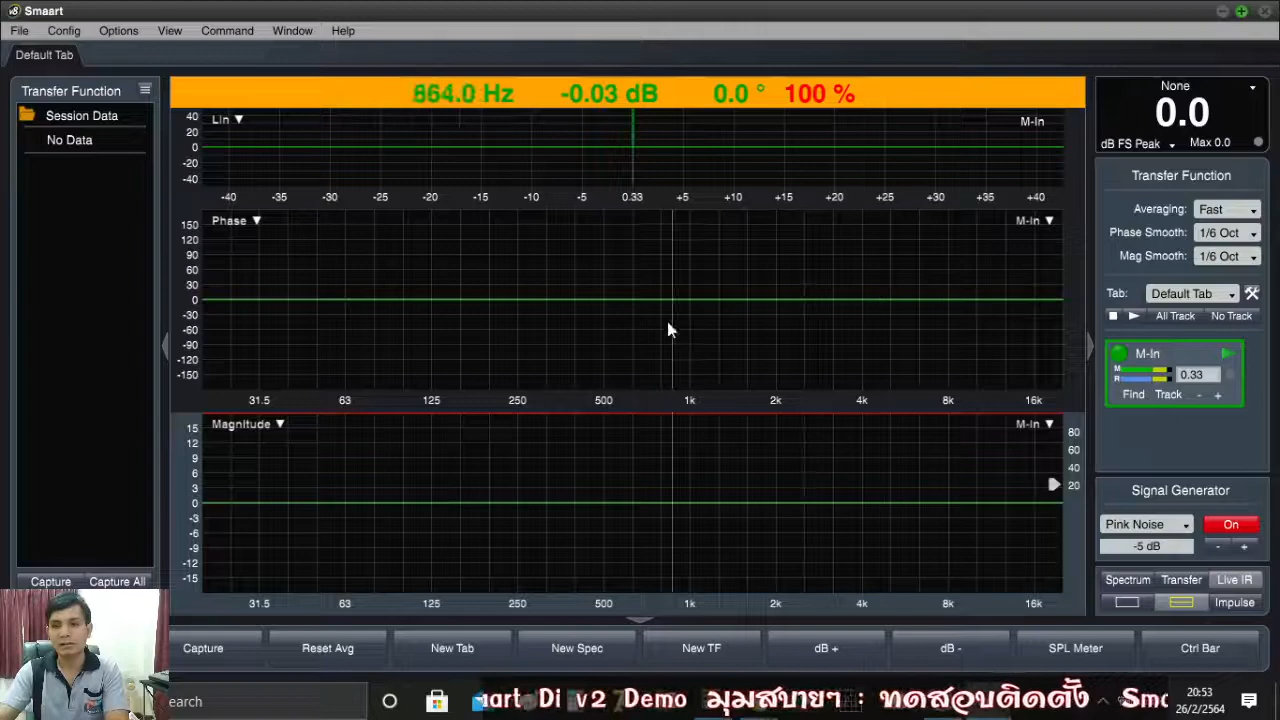 v8 Smaart
File Config Options View Command Window Help
Default Tab
Transfer Function
Session Data
No Data
Capture Capture All
864.0 Hz -0.03 dB 0.0 ° 100 %
Lin M-In
40
20
0
-20
-40
-40 -35 -30 -25 -20 -15 -10 -5 0.33 +5 +10 +15 +20 +25 +30 +35 +40
Phase M-In
150
120
90
60
30
0
-30
-60
-90
-120
-150
31.5 63 125 250 500 1k 2k 4k 8k 16k
Magnitude M-In
15 80
12
9 60
6 40
3 20
0
-3
-6
-9
-12
-15
31.5 63 125 250 500 1k 2k 4k 8k 16k
None
0.0
dB FS Peak Max 0.0
Transfer Function
Averaging: Fast
Phase Smooth: 1/6 Oct
Mag Smooth: 1/6 Oct
Tab: Default Tab
All Track No Track
M-In
M
R 0.33
Find Track - +
Signal Generator
Pink Noise On
-5 dB - +
Spectrum Transfer Live IR
Impulse
Capture Reset Avg New Tab New Spec New TF dB + dB - SPL Meter Ctrl Bar
earch
aart Di v2 Demo มุมสบายๆ : ทดสอบติดตั้ง Sma
20:53
26/2/2564